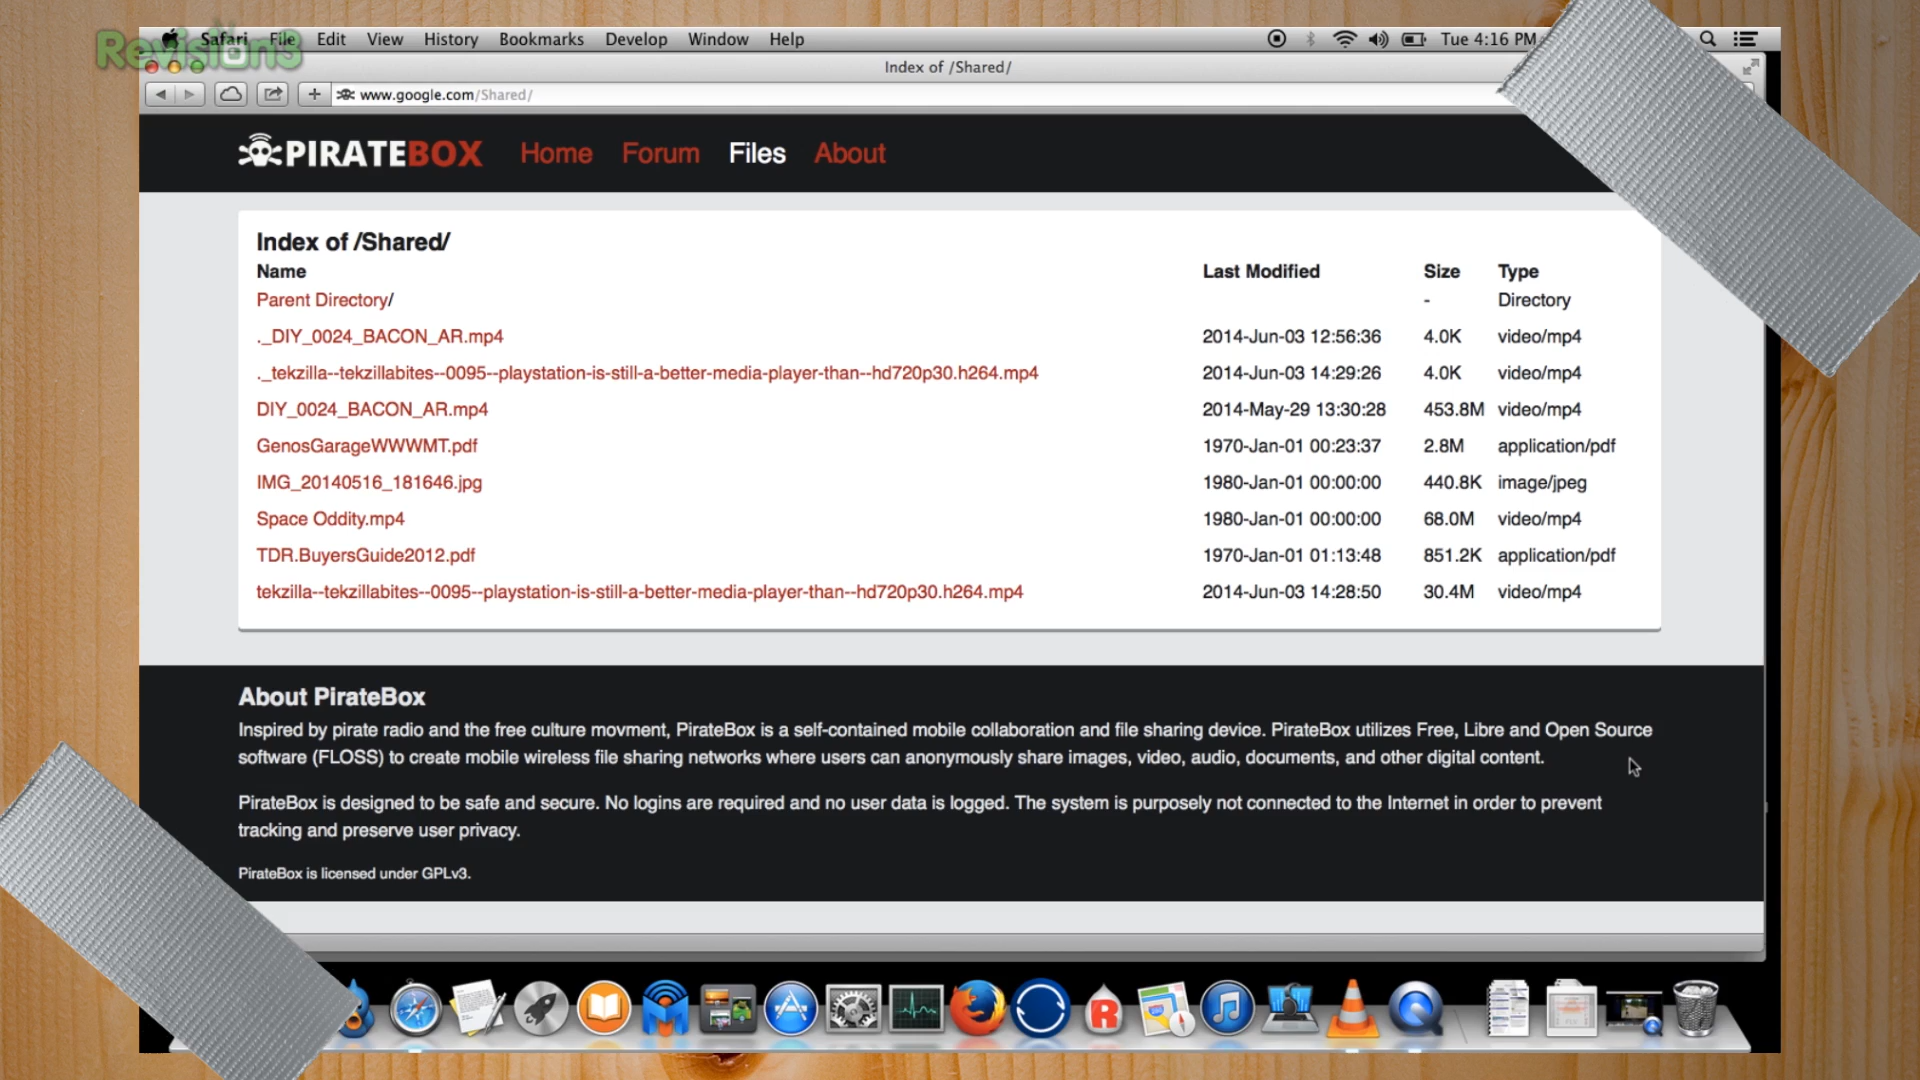 Revision3
Safari File Edit View History Bookmarks Develop Window Help Tue 4:16 PM
Index of /Shared/
www.google.com/Shared/
PIRATEBOX Home Forum Files About
Index of /Shared/
Name Last Modified Size Type
Parent Directory/ - Directory
._DIY_0024_BACON_AR.mp4 2014-Jun-03 12:56:36 4.0K video/mp4
._tekzilla--tekzillabites--0095--playstation-is-still-a-better-media-player-than--hd720p30.h264.mp4 2014-Jun-03 14:29:26 4.0K video/mp4
DIY_0024_BACON_AR.mp4 2014-May-29 13:30:28 453.8M video/mp4
GenosGarageWWWMT.pdf 1970-Jan-01 00:23:37 2.8M application/pdf
IMG_20140516_181646.jpg 1980-Jan-01 00:00:00 440.8K image/jpeg
Space Oddity.mp4 1980-Jan-01 00:00:00 68.0M video/mp4
TDR.BuyersGuide2012.pdf 1970-Jan-01 01:13:48 851.2K application/pdf
tekzilla--tekzillabites--0095--playstation-is-still-a-better-media-player-than--hd720p30.h264.mp4 2014-Jun-03 14:28:50 30.4M video/mp4
About PirateBox
Inspired by pirate radio and the free culture movment, PirateBox is a self-contained mobile collaboration and file sharing device. PirateBox utilizes Free, Libre and Open Source
software (FLOSS) to create mobile wireless file sharing networks where users can anonymously share images, video, audio, documents, and other digital content.
PirateBox is designed to be safe and secure. No logins are required and no user data is logged. The system is purposely not connected to the Internet in order to prevent
tracking and preserve user privacy.
PirateBox is licensed under GPLv3.